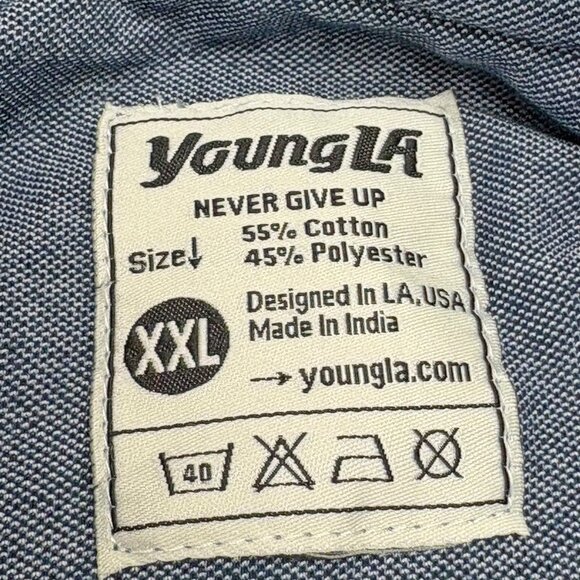 YoungLA
NEVER GIVE UP
55% Cotton
Size↓ 45% Polyester
Designed In LA, USA
XXL Made In India
→ youngla.com
40